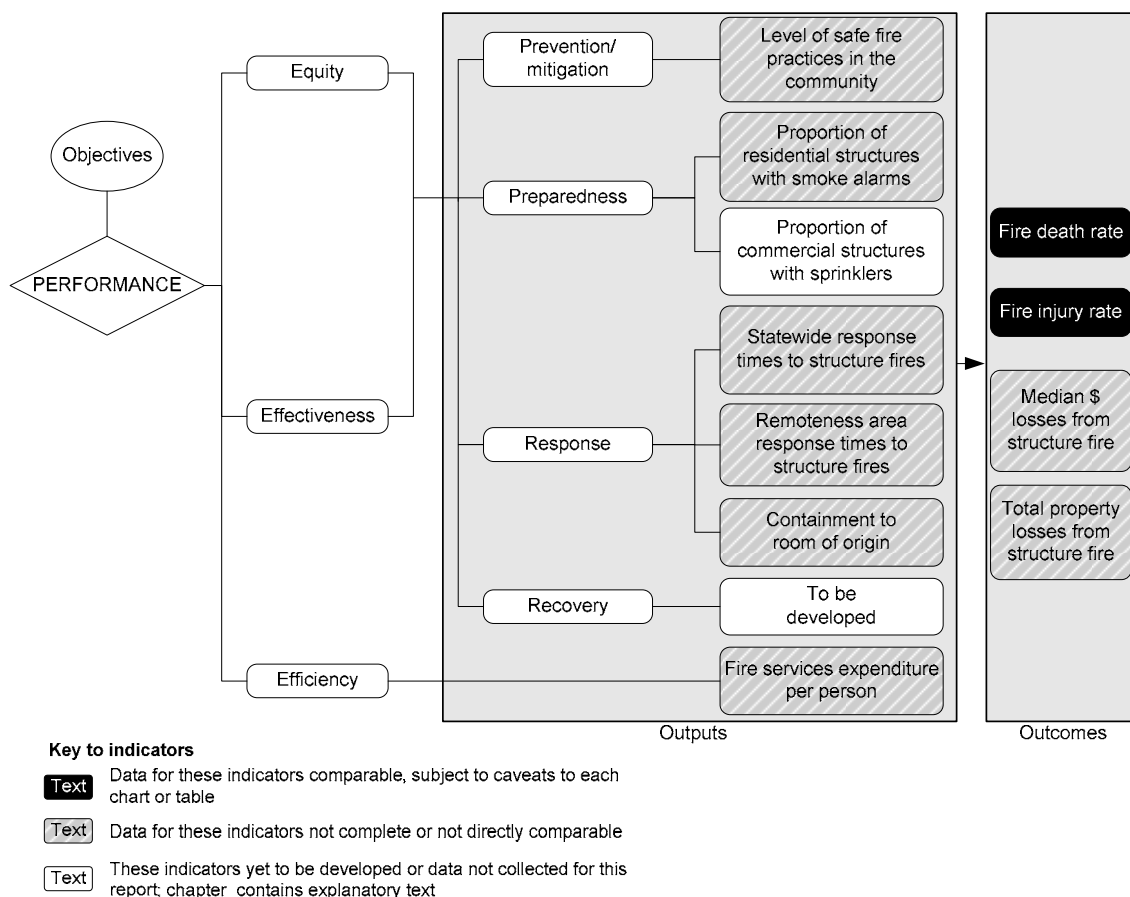 Objectives
PERFORMANCE
Equity
Effectiveness
Efficiency
Prevention/
mitigation
Preparedness
Response
Recovery
Level of safe fire
practices in the
community
Proportion of
residential structures
with smoke alarms
Proportion of
commercial structures
with sprinklers
Statewide response
times to structure fires
Remoteness area
response times to
structure fires
Containment to
room of origin
To be
developed
Fire services expenditure
per person
Outputs
Fire death rate
Fire injury rate
Median $
losses from
structure fire
Total property
losses from
structure fire
Outcomes
Key to indicators
Text
Data for these indicators comparable, subject to caveats to each
chart or table
Text
Data for these indicators not complete or not directly comparable
Text
These indicators yet to be developed or data not collected for this
report; chapter contains explanatory text